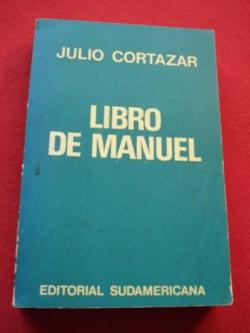 JULIO CORTAZAR
LIBRO
DE MANUEL
EDITORIAL SUDAMERICANA